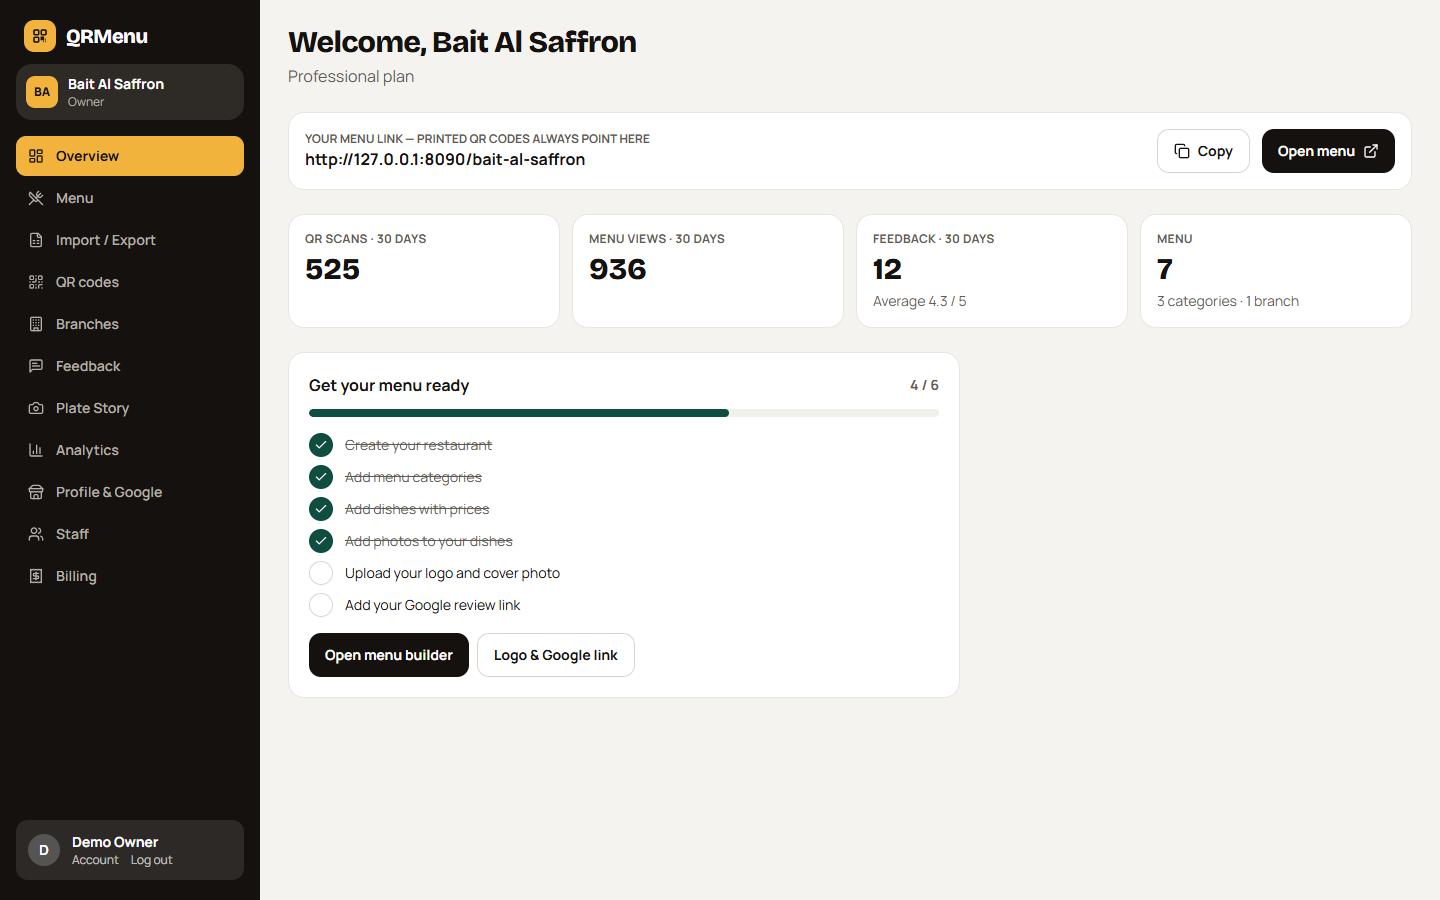 QRMenu
BA
Bait Al Saffron
Owner
Overview
Menu
Import / Export
QR codes
Branches
Feedback
Plate Story
Analytics
Profile & Google
Staff
Billing
D
Demo Owner
Account Log out
Welcome, Bait Al Saffron
Professional plan
YOUR MENU LINK — PRINTED QR CODES ALWAYS POINT HERE
http://127.0.0.1:8090/bait-al-saffron
Copy
Open menu
QR SCANS · 30 DAYS
525
MENU VIEWS · 30 DAYS
936
FEEDBACK · 30 DAYS
12
Average 4.3 / 5
MENU
7
3 categories · 1 branch
Get your menu ready
4 / 6
Create your restaurant
Add menu categories
Add dishes with prices
Add photos to your dishes
Upload your logo and cover photo
Add your Google review link
Open menu builder
Logo & Google link